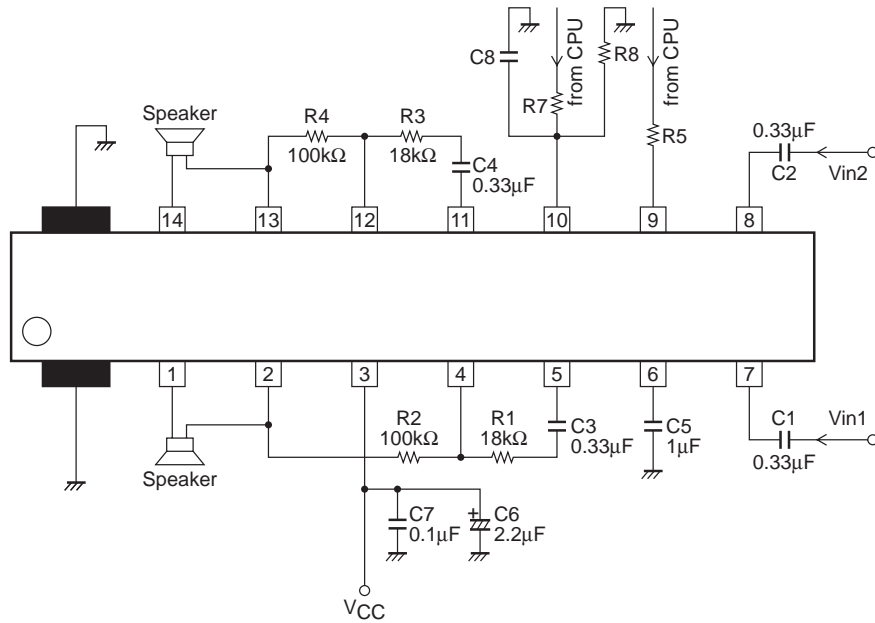 C8
from CPU
R8
from CPU
R7
R5
Speaker
R4
100kΩ
R3
18kΩ
C4
0.33μF
0.33μF
C2
Vin2
14
13
12
11
10
9
8
1
2
3
4
5
6
7
R2
100kΩ
R1
18kΩ
C3
0.33μF
C5
1μF
C1
0.33μF
Vin1
Speaker
C7
0.1μF
+
C6
2.2μF
VCC